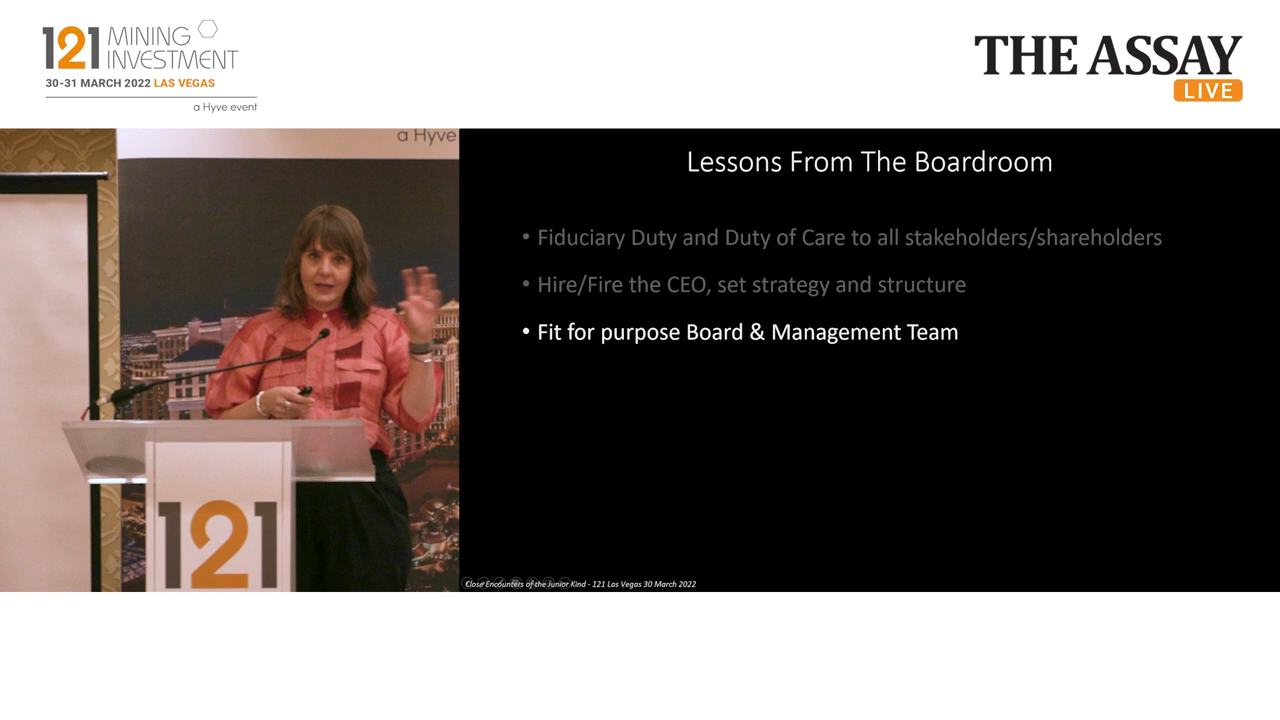 121 MINING
INVESTMENT
30-31 MARCH 2022 LAS VEGAS
a Hyve event
THE ASSAY
LIVE
a Hyve
121
Lessons From The Boardroom
• Fiduciary Duty and Duty of Care to all stakeholders/shareholders
• Hire/Fire the CEO, set strategy and structure
• Fit for purpose Board & Management Team
Close Encounters of the Junior Kind - 121 Las Vegas 30 March 2022